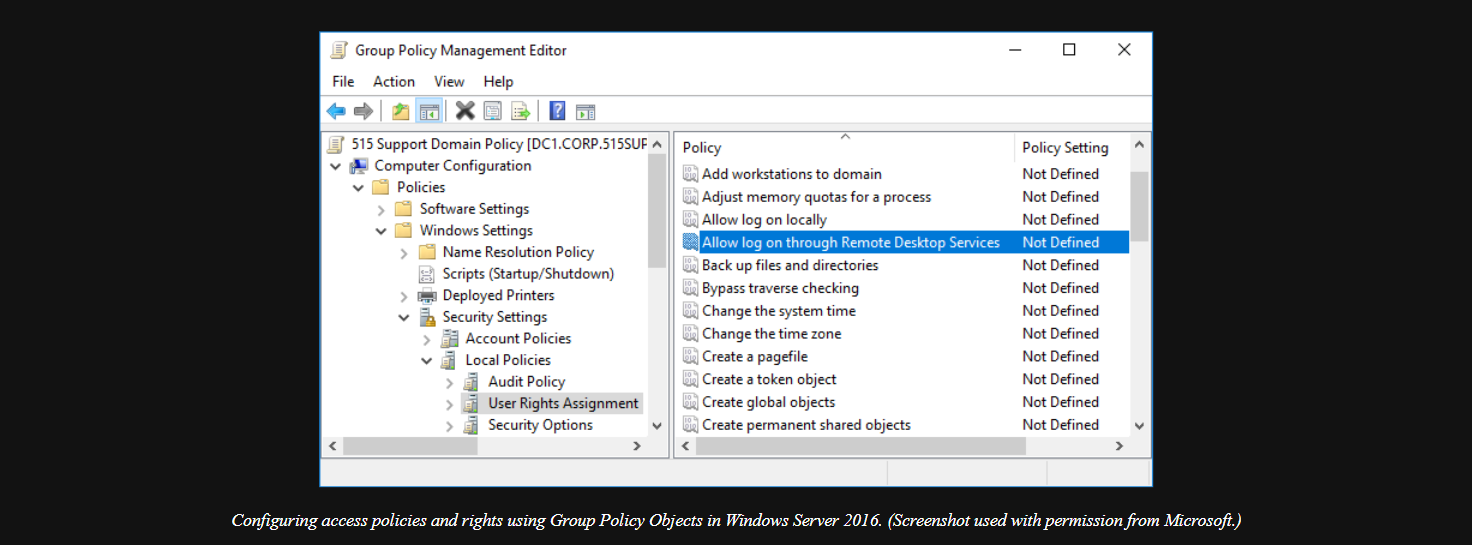 Group Policy Management Editor
File Action View Help
515 Support Domain Policy [DC1.CORP.515SUP
Computer Configuration
Policies
Software Settings
Windows Settings
Name Resolution Policy
Scripts (Startup/Shutdown)
Deployed Printers
Security Settings
Account Policies
Local Policies
Audit Policy
User Rights Assignment
Security Options
Policy Policy Setting
Add workstations to domain Not Defined
Adjust memory quotas for a process Not Defined
Allow log on locally Not Defined
Allow log on through Remote Desktop Services Not Defined
Back up files and directories Not Defined
Bypass traverse checking Not Defined
Change the system time Not Defined
Change the time zone Not Defined
Create a pagefile Not Defined
Create a token object Not Defined
Create global objects Not Defined
Create permanent shared objects Not Defined
Configuring access policies and rights using Group Policy Objects in Windows Server 2016. (Screenshot used with permission from Microsoft.)